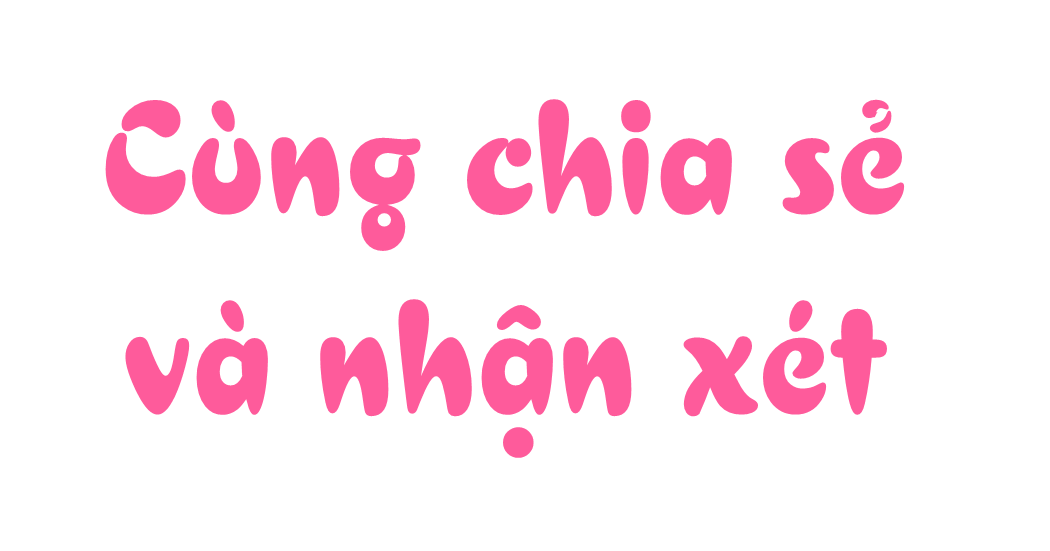 Cùng chia sẻ
và nhận xét